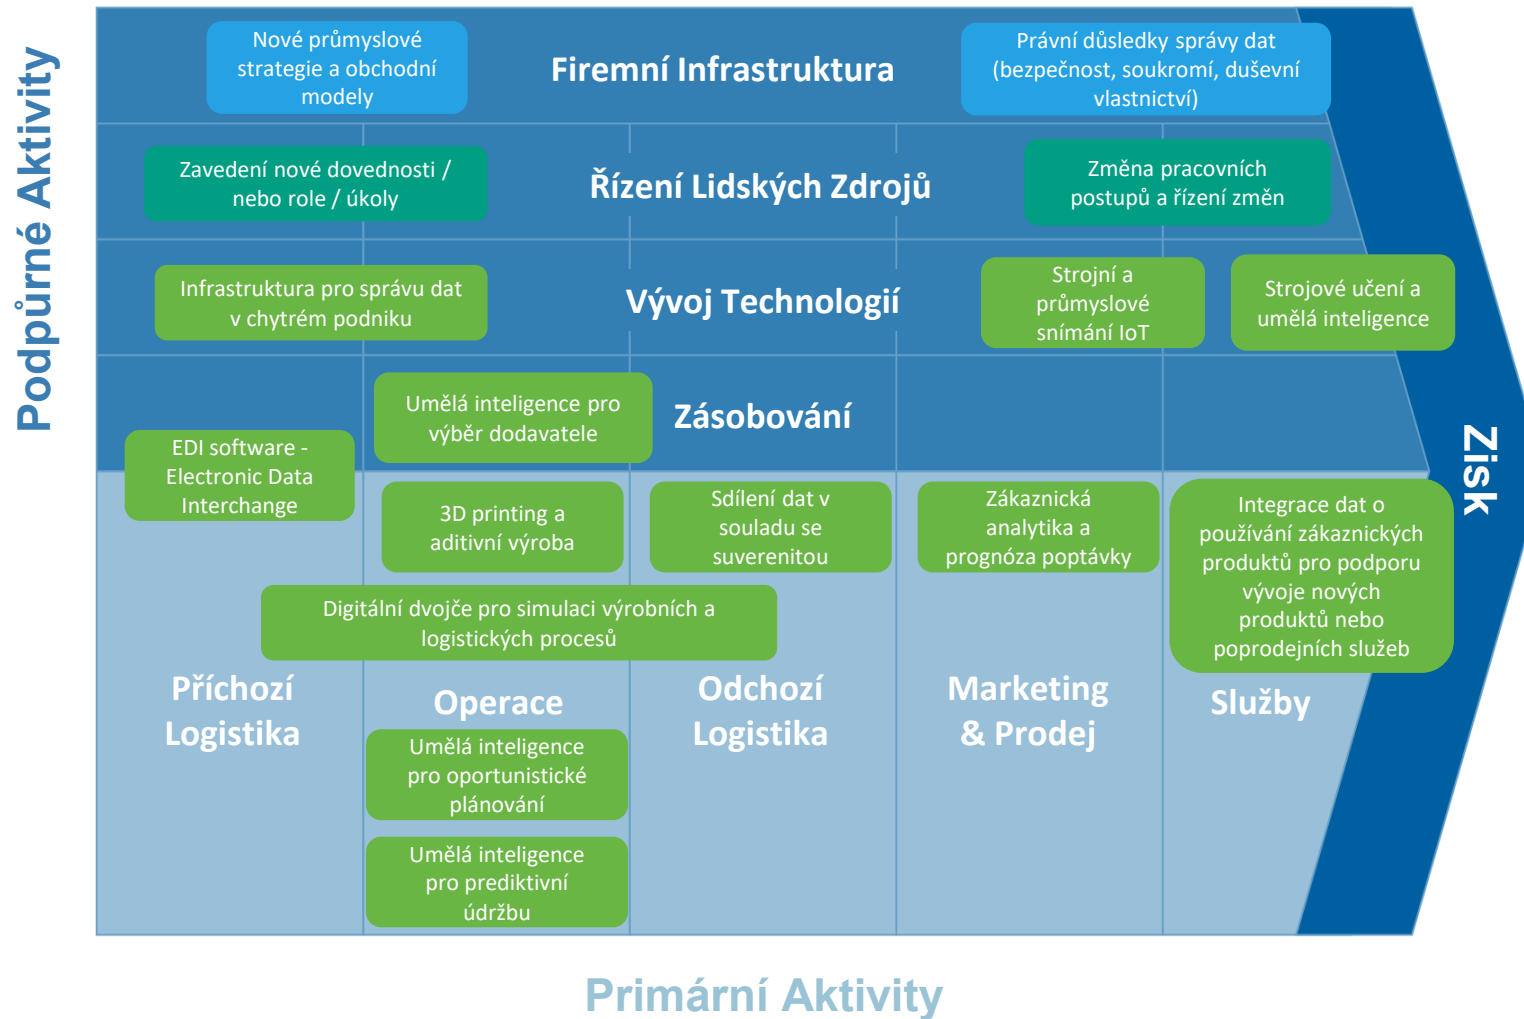 Podpůrné Aktivity
Nové průmyslové
strategie a obchodní
modely
Firemní Infrastruktura
Právní důsledky správy dat
(bezpečnost, soukromí, duševní
vlastnictví)
Zavedení nové dovednosti /
nebo role / úkoly
Řízení Lidských Zdrojů
Změna pracovních
postupů a řízení změn
Infrastruktura pro správu dat
v chytrém podniku
Vývoj Technologií
Strojní a
průmyslové
snímání IoT
Strojové učení a
umělá inteligence
Umělá inteligence pro
výběr dodavatele
Zásobování
EDI software -
Electronic Data
Interchange
3D printing a
aditivní výroba
Sdílení dat v
souladu se
suverenitou
Zákaznická
analytika a
prognóza poptávky
Integrace dat o
používání zákaznických
produktů pro podporu
vývoje nových
produktů nebo
poprodejních služeb
Zisk
Digitální dvojče pro simulaci výrobních a
logistických procesů
Příchozí
Logistika
Operace
Odchozí
Logistika
Marketing
& Prodej
Služby
Umělá inteligence
pro oportunistické
plánování
Umělá inteligence
pro prediktivní
údržbu
Primární Aktivity